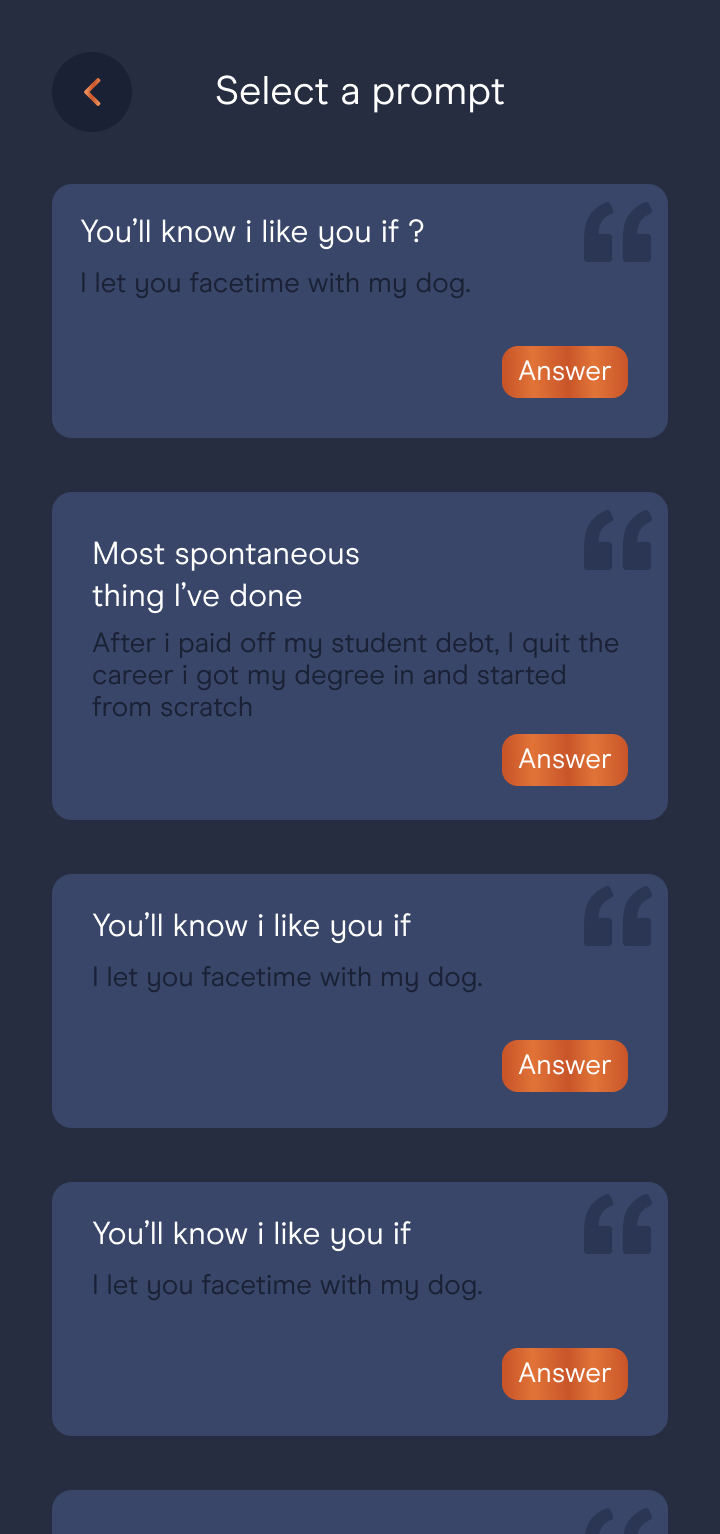 Select a prompt
You’ll know i like you if ?
I let you facetime with my dog.
Answer
Most spontaneous
thing I’ve done
After i paid off my student debt, I quit the
career i got my degree in and started
from scratch
Answer
You’ll know i like you if
I let you facetime with my dog.
Answer
You’ll know i like you if
I let you facetime with my dog.
Answer